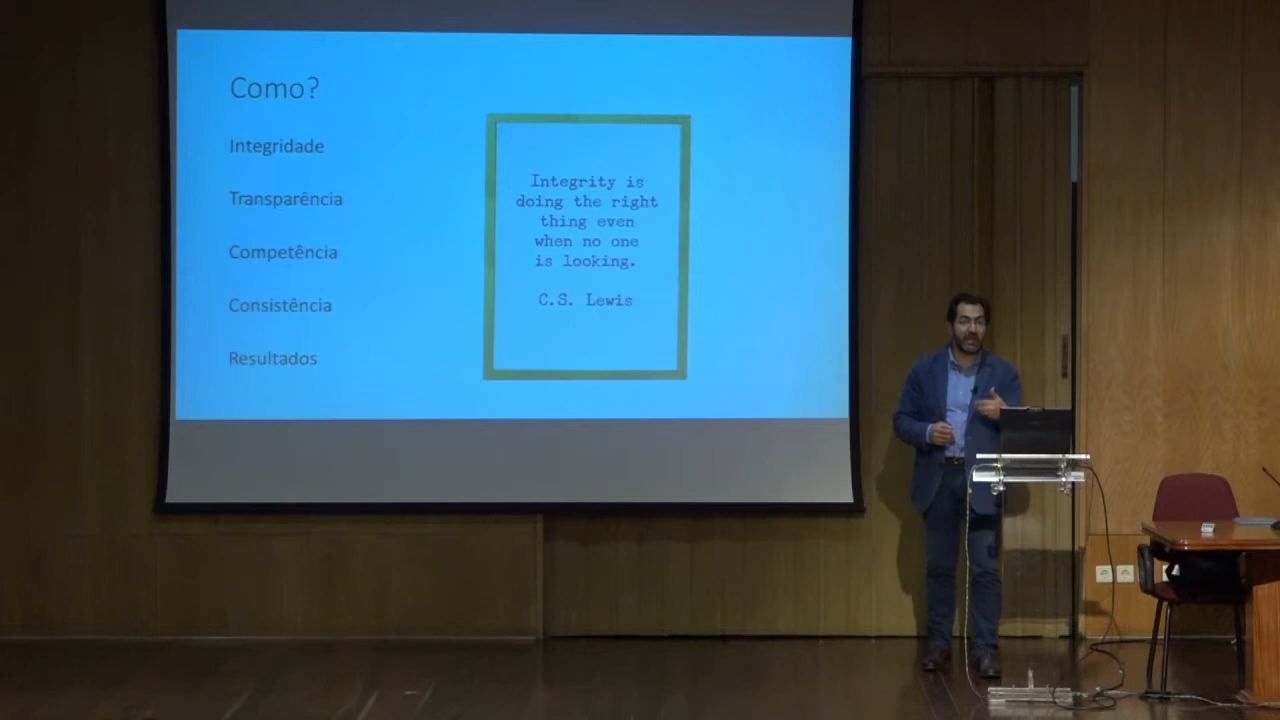 Como?
Integridade
Transparência
Competência
Consistência
Resultados
Integrity is
doing the right
thing even
when no one
is looking.
C.S. Lewis